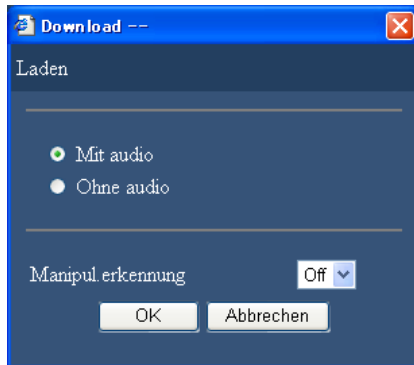 Download --
Laden
Mit audio
Ohne audio
Manipul.erkennung Off
OK Abbrechen